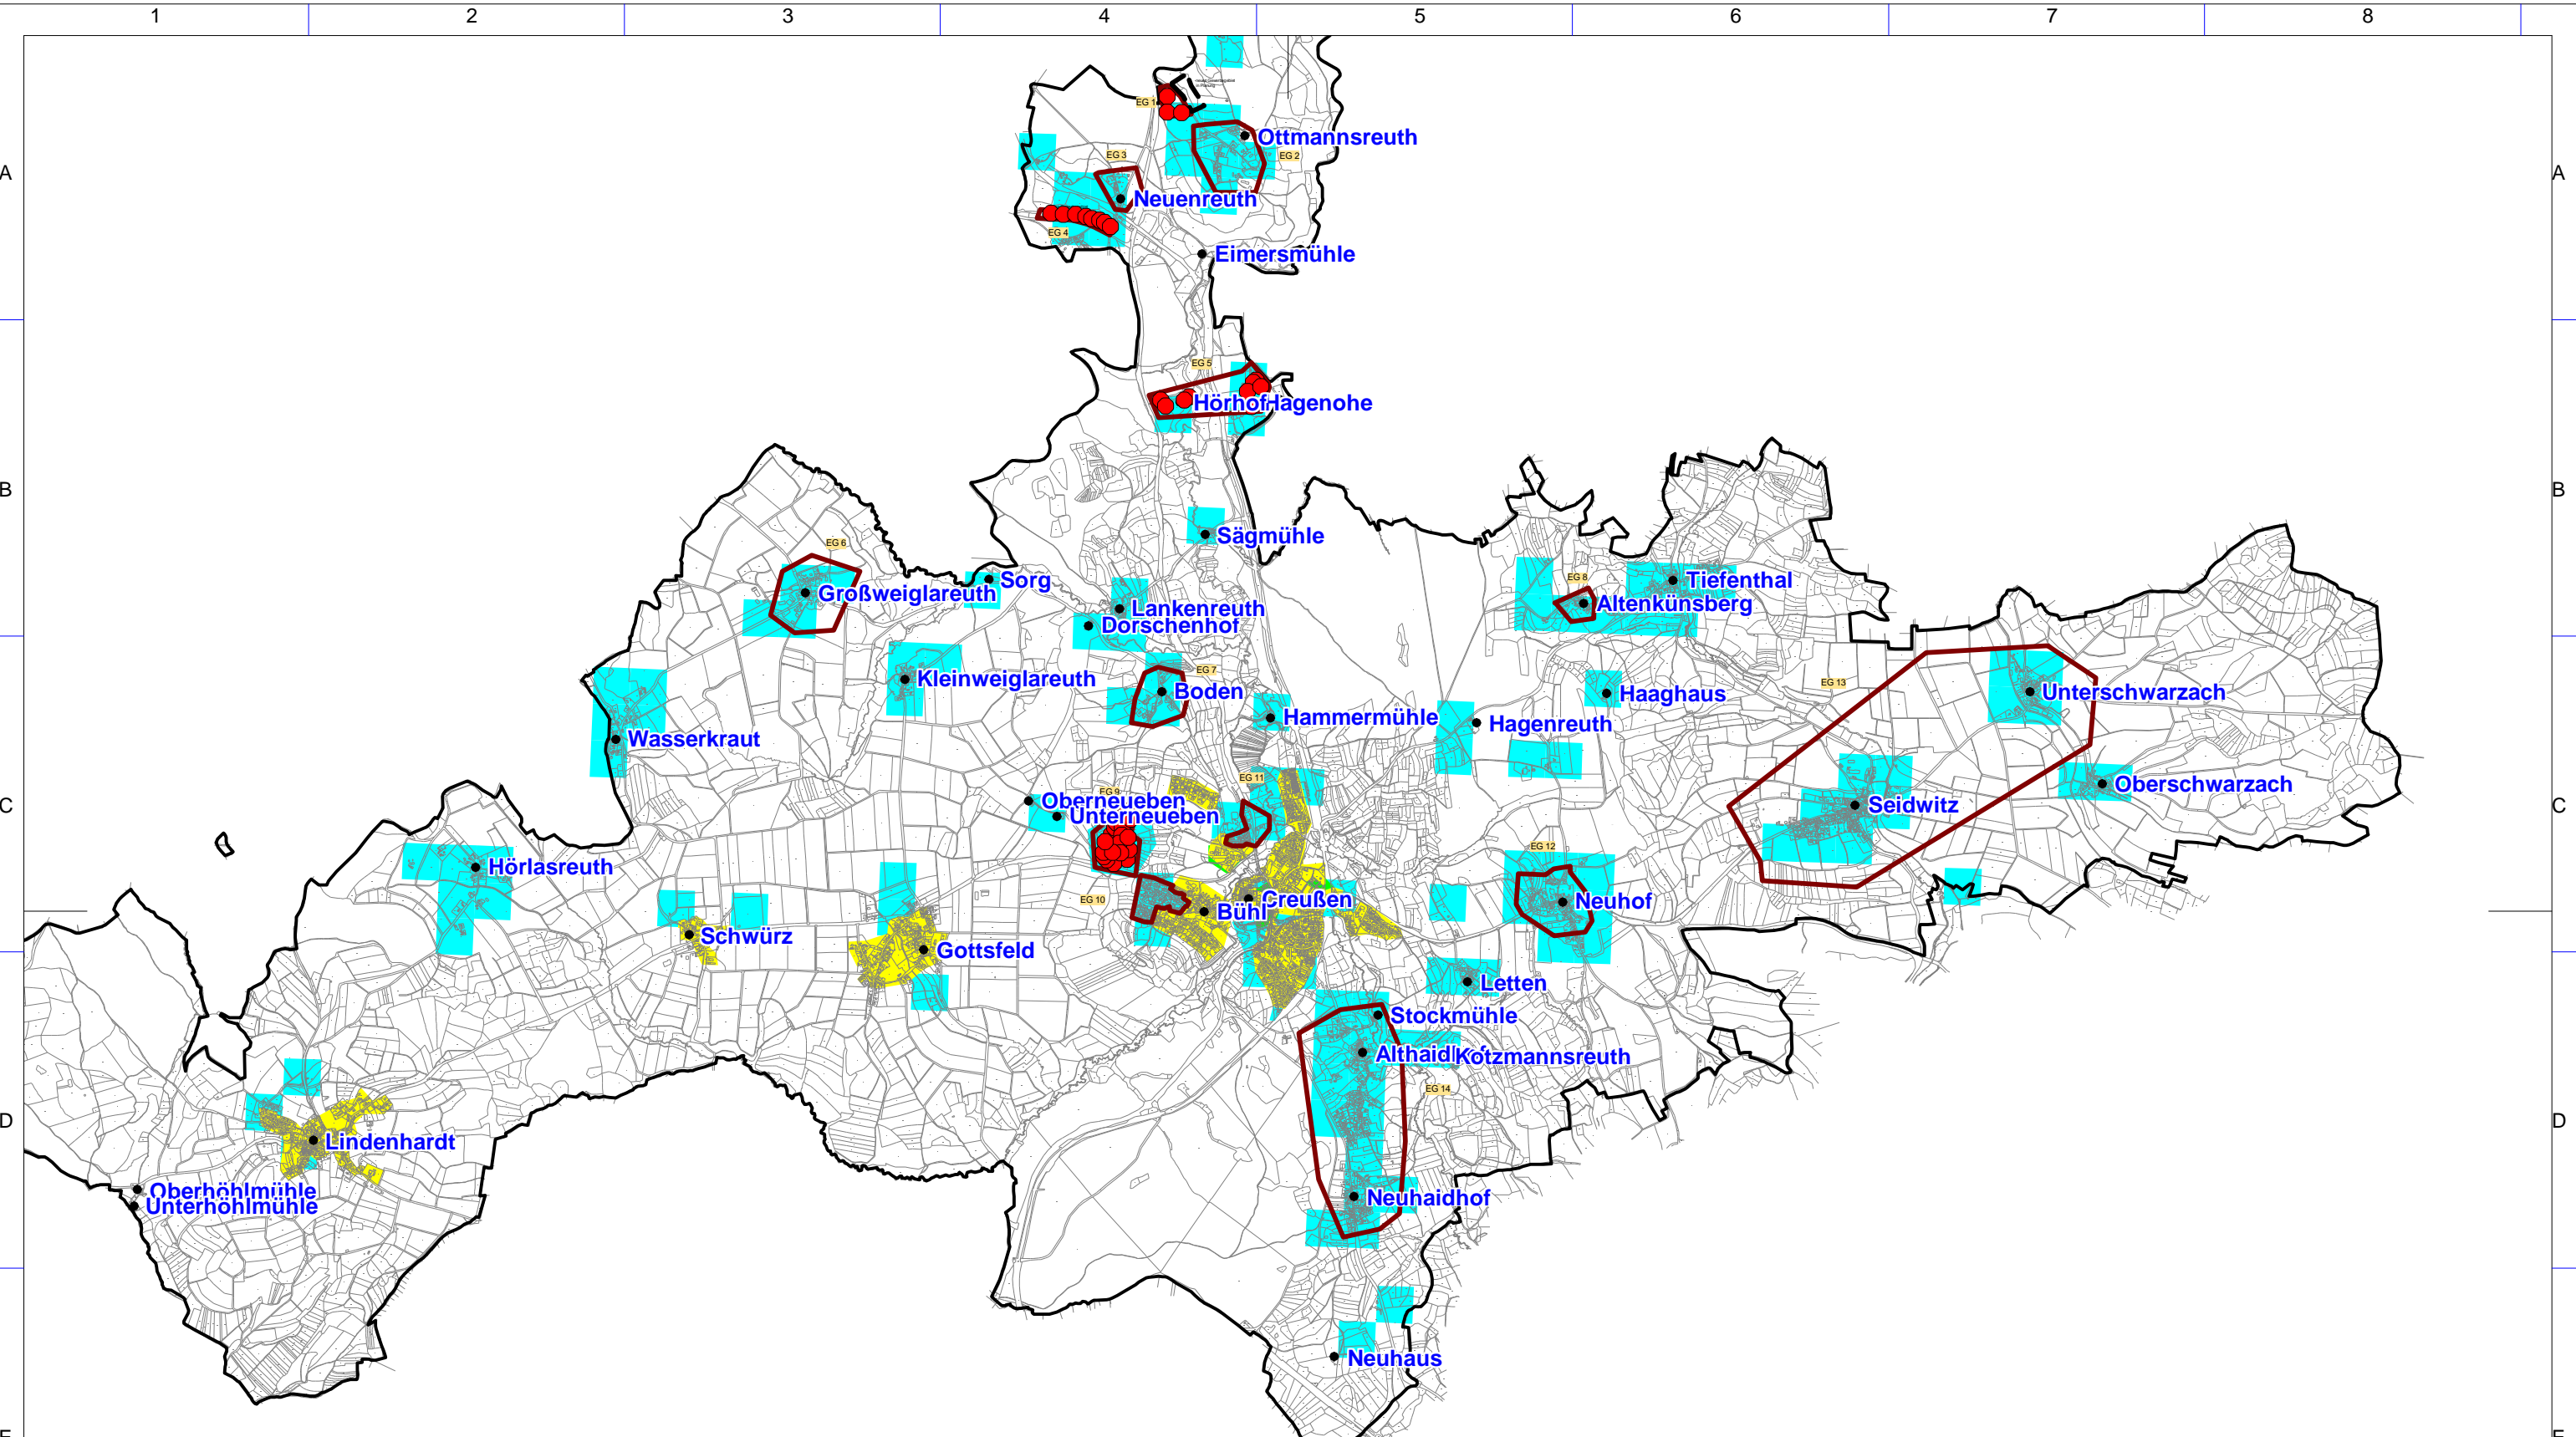 1 2 3 4 5 6 7 8
EG 1
Ottmannsreuth
EG 3
EG 2
A A
Neuenreuth
EG 4
Eimersmühle
EG 5
Hörhof Hagenohe
B B
Sägmühle
EG 6
Sorg
Großweiglareuth
EG 8
Tiefenthal
Altenkünsberg
Lankenreuth
Dorschenhof
EG 7
Kleinweiglareuth
Boden
EG 13
Haaghaus
Unterschwarzach
Hammermühle
Hagenreuth
Wasserkraut
EG 11
Oberschwarzach
EG 9
Oberneueben
C C
Seidwitz
Unterneueben
EG 12
Hörlasreuth
EG 10
Creußen
Neuhof
Bühl
Schwürz
Gottsfeld
Letten
Stockmühle
Kotzmannsreuth
EG 14
D D
Lindenhardt
Oberhöhlmühle
Neuhaidhof
Unterhöhlmühle
Neuhaus